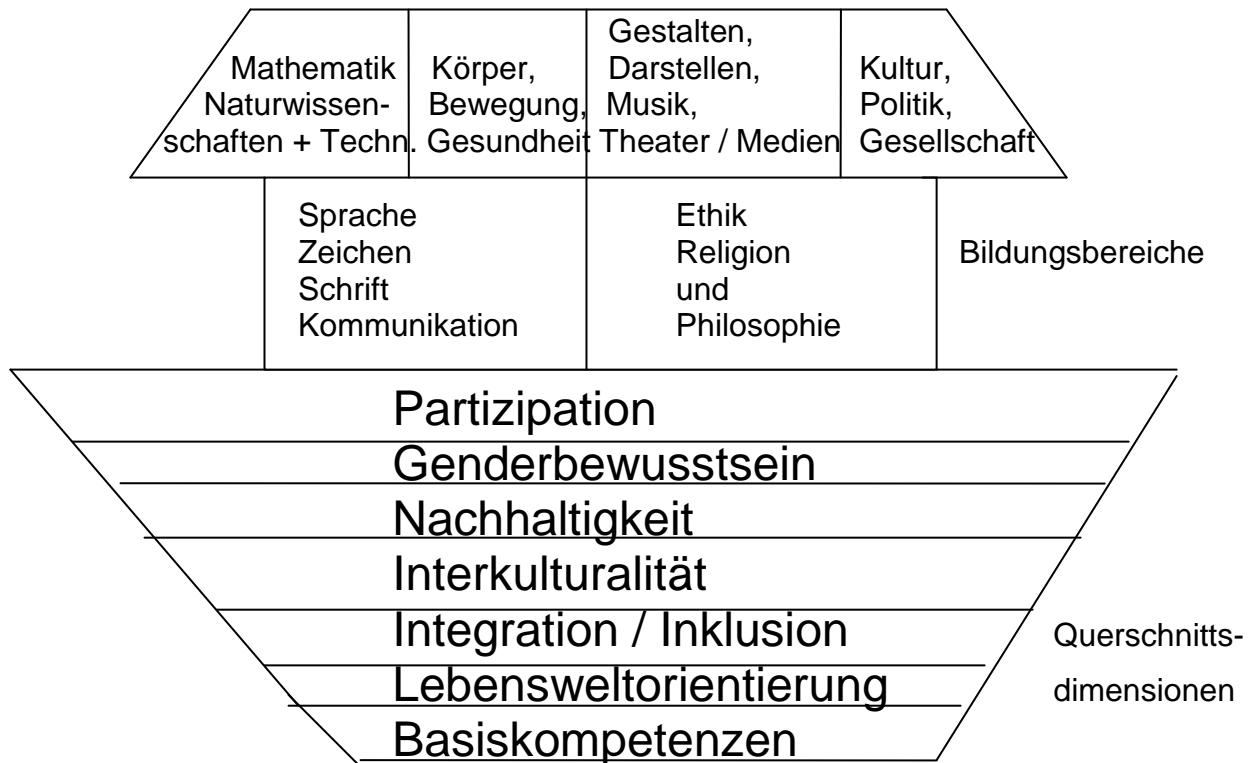 Mathematik
Naturwissen-
schaften + Techn.
Körper,
Bewegung,
Gesundheit
Gestalten,
Darstellen,
Musik,
Theater / Medien
Kultur,
Politik,
Gesellschaft
Sprache
Zeichen
Schrift
Kommunikation
Ethik
Religion
und
Philosophie
Bildungsbereiche
Partizipation
Genderbewusstsein
Nachhaltigkeit
Interkulturalität
Integration / Inklusion
Lebensweltorientierung
Basiskompetenzen
Querschnitts-
dimensionen